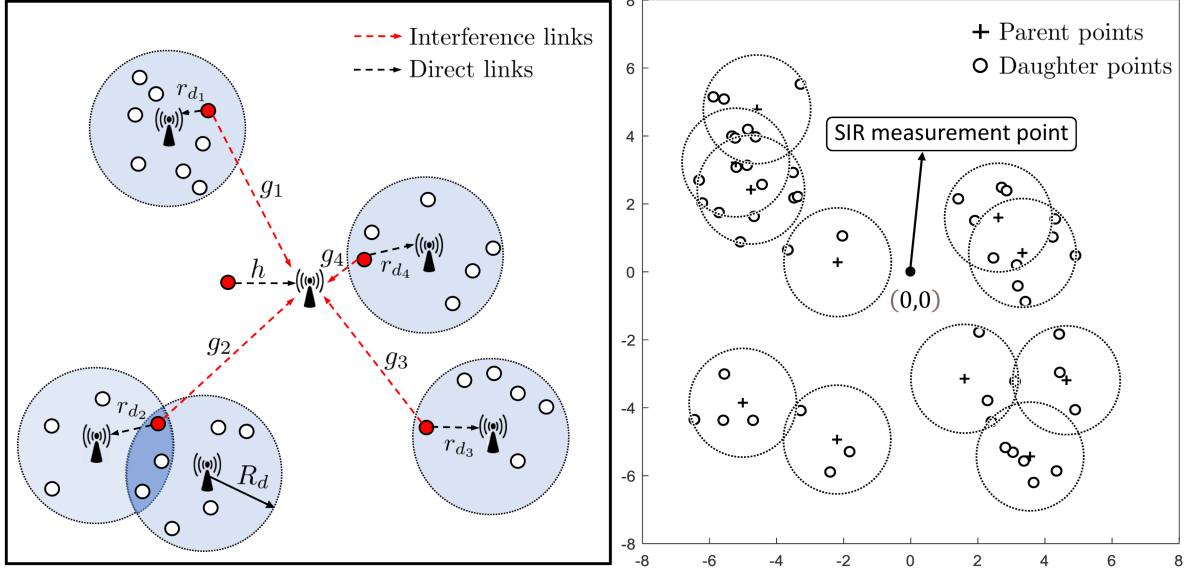 Interference links
Direct links
r_{d_1}
g_1
h
g_4
r_{d_4}
g_2
g_3
r_{d_2}
r_{d_3}
R_d
8
6
4
2
0
-2
-4
-6
-8
-8
-6
-4
-2
0
2
4
6
8
Parent points
Daughter points
SIR measurement point
(0,0)